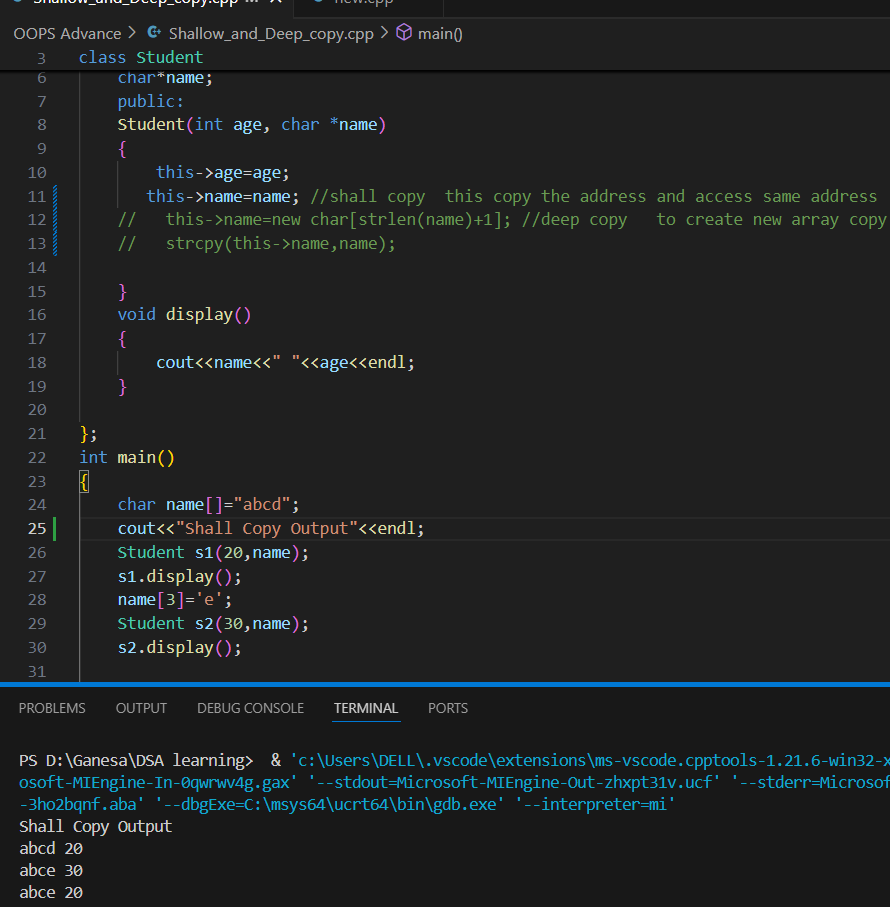 Shallow_and_Deep_copy.cpp ... × new.cpp
OOPS Advance > Shallow_and_Deep_copy.cpp > main()
3 class Student
6 char*name;
7 public:
8 Student(int age, char *name)
9 {
10 this->age=age;
11 this->name=name; //shall copy  this copy the address and access same address
12 //   this->name=new char[strlen(name)+1]; //deep copy   to create new array copy
13 //   strcpy(this->name,name);
14
15 }
16 void display()
17 {
18 cout<<name<<" "<<age<<endl;
19 }
20
21 };
22 int main()
23 {
24 char name[]="abcd";
25 cout<<"Shall Copy Output"<<endl;
26 Student s1(20,name);
27 s1.display();
28 name[3]='e';
29 Student s2(30,name);
30 s2.display();
31
PROBLEMS OUTPUT DEBUG CONSOLE TERMINAL PORTS
PS D:\Ganesa\DSA learning>  & 'c:\Users\DELL\.vscode\extensions\ms-vscode.cpptools-1.21.6-win32-x
osoft-MIEngine-In-0qwrwv4g.gax' '--stdout=Microsoft-MIEngine-Out-zhxpt31v.ucf' '--stderr=Microsof
-3ho2bqnf.aba' '--dbgExe=C:\msys64\ucrt64\bin\gdb.exe' '--interpreter=mi'
Shall Copy Output
abcd 20
abce 30
abce 20